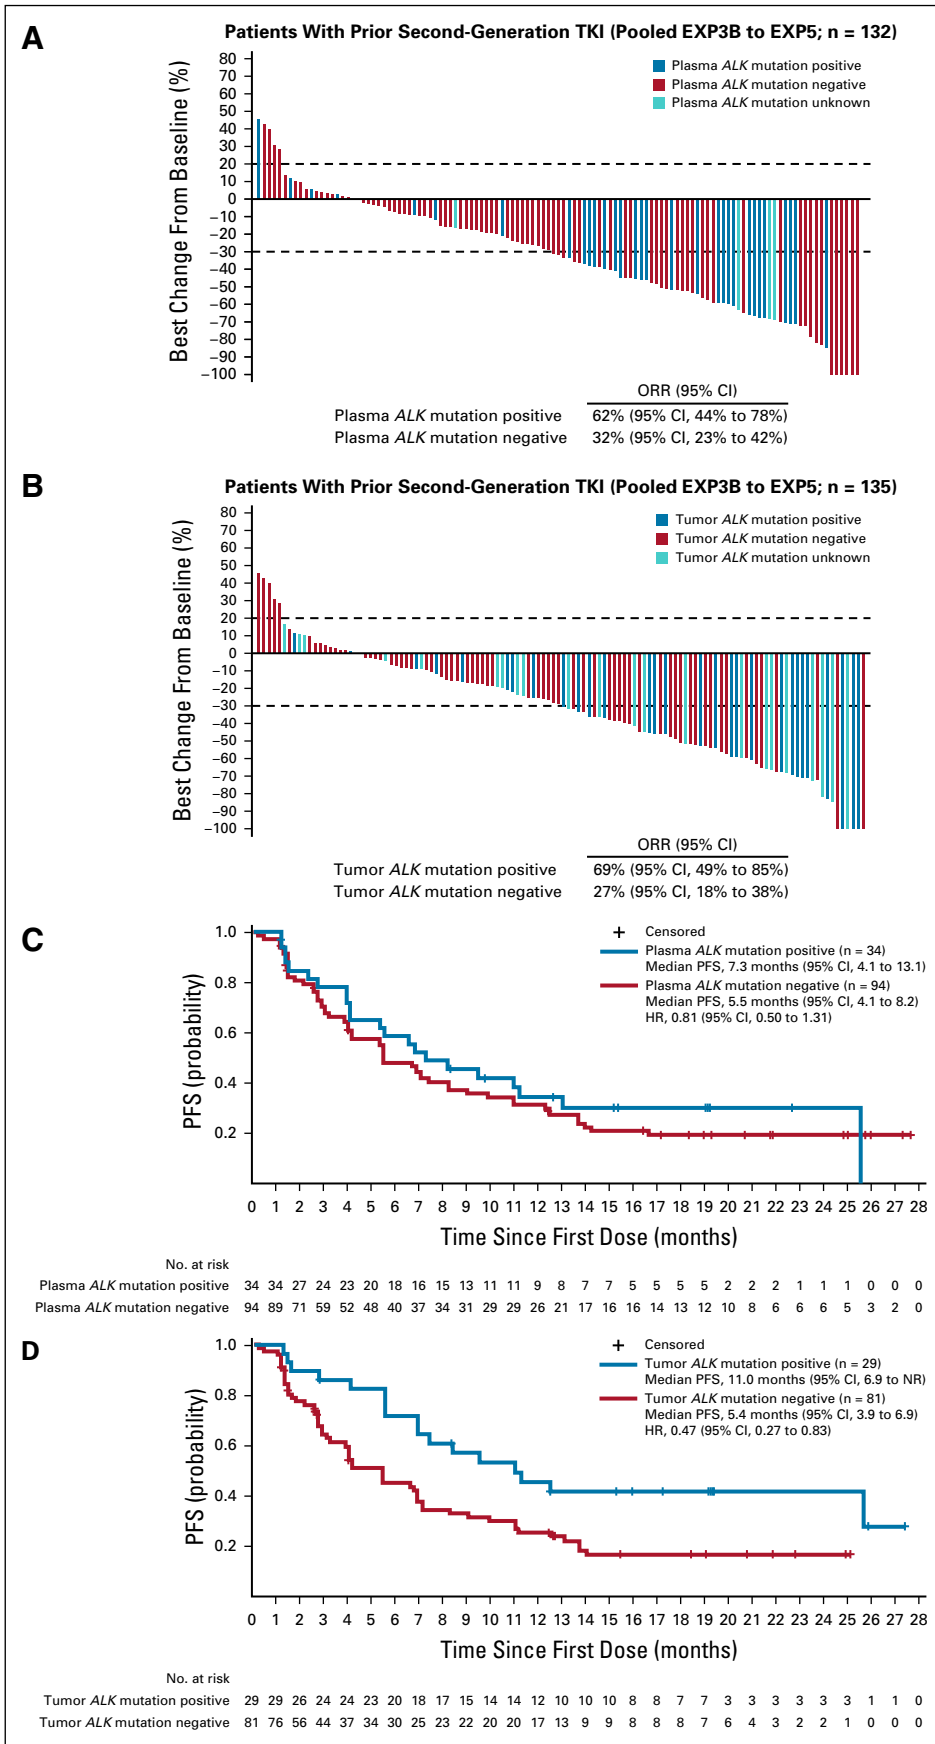 A
Patients With Prior Second-Generation TKI (Pooled EXP3B to EXP5; n = 132)
Best Change From Baseline (%)
80
70
60
50
40
30
20
10
0
−10
−20
−30
−40
−50
−60
−70
−80
−90
−100
Plasma ALK mutation positive
Plasma ALK mutation negative
Plasma ALK mutation unknown
ORR (95% CI)
Plasma ALK mutation positive 62% (95% CI, 44% to 78%)
Plasma ALK mutation negative 32% (95% CI, 23% to 42%)
B
Patients With Prior Second-Generation TKI (Pooled EXP3B to EXP5; n = 135)
Best Change From Baseline (%)
80
70
60
50
40
30
20
10
0
−10
−20
−30
−40
−50
−60
−70
−80
−90
−100
Tumor ALK mutation positive
Tumor ALK mutation negative
Tumor ALK mutation unknown
ORR (95% CI)
Tumor ALK mutation positive 69% (95% CI, 49% to 85%)
Tumor ALK mutation negative 27% (95% CI, 18% to 38%)
C
PFS (probability)
1.0
0.8
0.6
0.4
0.2
+ Censored
Plasma ALK mutation positive (n = 34)
Median PFS, 7.3 months (95% CI, 4.1 to 13.1)
Plasma ALK mutation negative (n = 94)
Median PFS, 5.5 months (95% CI, 4.1 to 8.2)
HR, 0.81 (95% CI, 0.50 to 1.31)
0 1 2 3 4 5 6 7 8 9 10 11 12 13 14 15 16 17 18 19 20 21 22 23 24 25 26 27 28
Time Since First Dose (months)
No. at risk
Plasma ALK mutation positive 34 34 27 24 23 20 18 16 15 13 11 11 9 8 7 7 5 5 5 5 2 2 2 1 1 1 0 0 0
Plasma ALK mutation negative 94 89 71 59 52 48 40 37 34 31 29 29 26 21 17 16 16 14 13 12 10 8 6 6 6 5 3 2 0
D
PFS (probability)
1.0
0.8
0.6
0.4
0.2
+ Censored
Tumor ALK mutation positive (n = 29)
Median PFS, 11.0 months (95% CI, 6.9 to NR)
Tumor ALK mutation negative (n = 81)
Median PFS, 5.4 months (95% CI, 3.9 to 6.9)
HR, 0.47 (95% CI, 0.27 to 0.83)
0 1 2 3 4 5 6 7 8 9 10 11 12 13 14 15 16 17 18 19 20 21 22 23 24 25 26 27 28
Time Since First Dose (months)
No. at risk
Tumor ALK mutation positive 29 29 26 24 24 23 20 18 17 15 14 14 12 10 10 10 8 8 7 7 3 3 3 3 3 3 1 1 0
Tumor ALK mutation negative 81 76 56 44 37 34 30 25 23 22 20 20 17 13 9 9 8 8 8 7 6 4 3 2 2 1 0 0 0